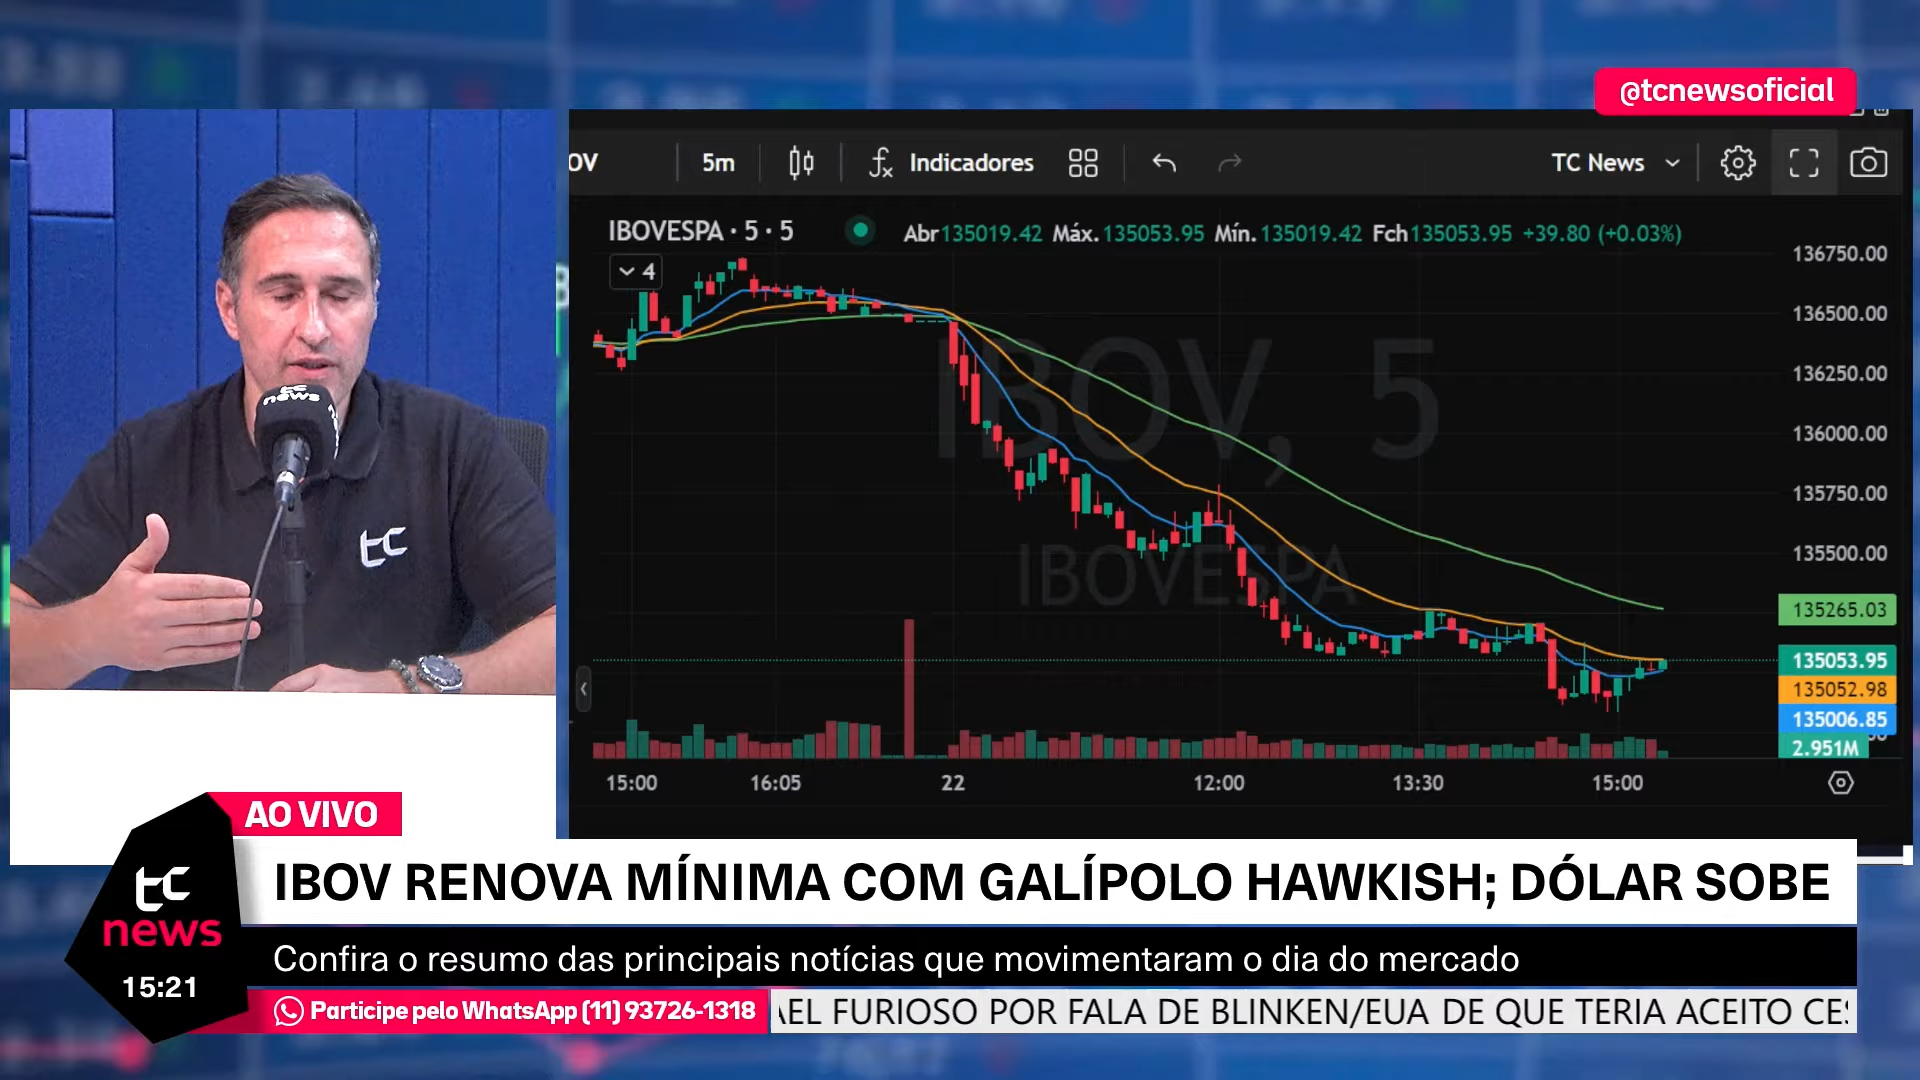 @tcnewsoficial
OV
5m
Indicadores
TC News
IBOVESPA · 5 · 5
Abr135019.42 Máx.135053.95 Mín.135019.42 Fch135053.95 +39.80 (+0.03%)
4
IBOV, 5
IBOVESPA
136750.00
136500.00
136250.00
136000.00
135750.00
135500.00
135265.03
135053.95
135052.98
135006.85
2.951M
15:00
16:05
22
12:00
13:30
15:00
tc
news
tc
AO VIVO
tc
news
15:21
IBOV RENOVA MÍNIMA COM GALÍPOLO HAWKISH; DÓLAR SOBE
Confira o resumo das principais notícias que movimentaram o dia do mercado
Participe pelo WhatsApp (11) 93726-1318
AEL FURIOSO POR FALA DE BLINKEN/EUA DE QUE TERIA ACEITO CES